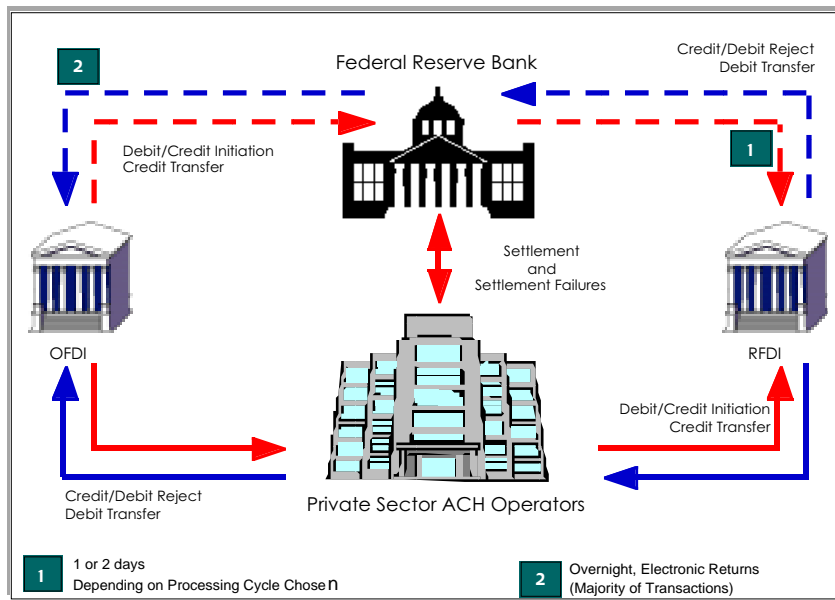 2
Federal Reserve Bank
Credit/Debit Reject
Debit Transfer
Debit/Credit Initiation
Credit Transfer
1
Settlement
and
Settlement Failures
OFDI
RFDI
Debit/Credit Initiation
Credit Transfer
Credit/Debit Reject
Debit Transfer
Private Sector ACH Operators
1
1 or 2 days
Depending on Processing Cycle Chosen
2
Overnight, Electronic Returns
(Majority of Transactions)